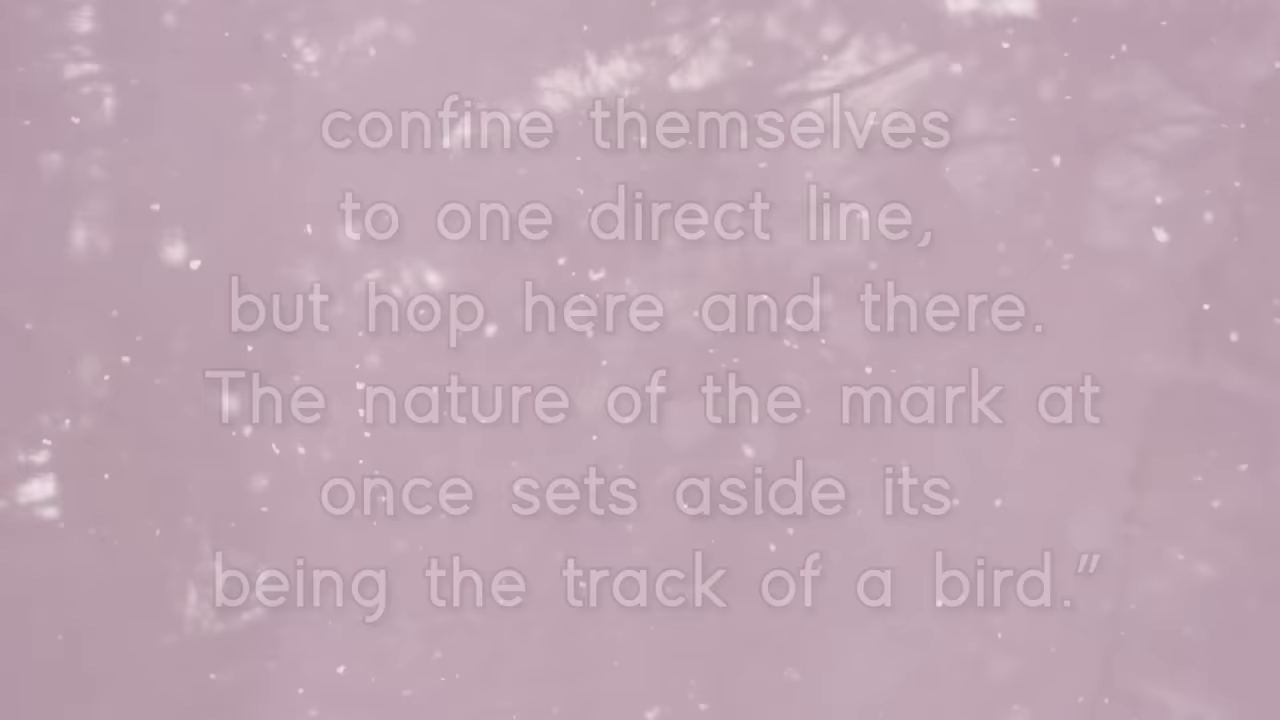 confine themselves
to one direct line,
but hop here and there.
The nature of the mark at
once sets aside its
being the track of a bird.”